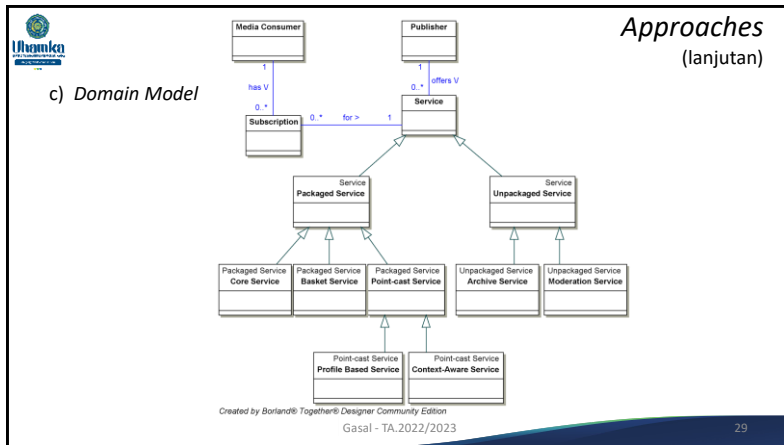 Uhamka
Approaches
(lanjutan)
c) Domain Model
Media Consumer
Publisher
1
1
has V
offers V
0..*
0..*
Subscription
0..*
for >
1
Service
Service
Packaged Service
Service
Unpackaged Service
Packaged Service
Core Service
Packaged Service
Basket Service
Packaged Service
Point-cast Service
Unpackaged Service
Archive Service
Unpackaged Service
Moderation Service
Point-cast Service
Profile Based Service
Point-cast Service
Context-Aware Service
Created by Borland® Together® Designer Community Edition
Gasal - TA.2022/2023
29